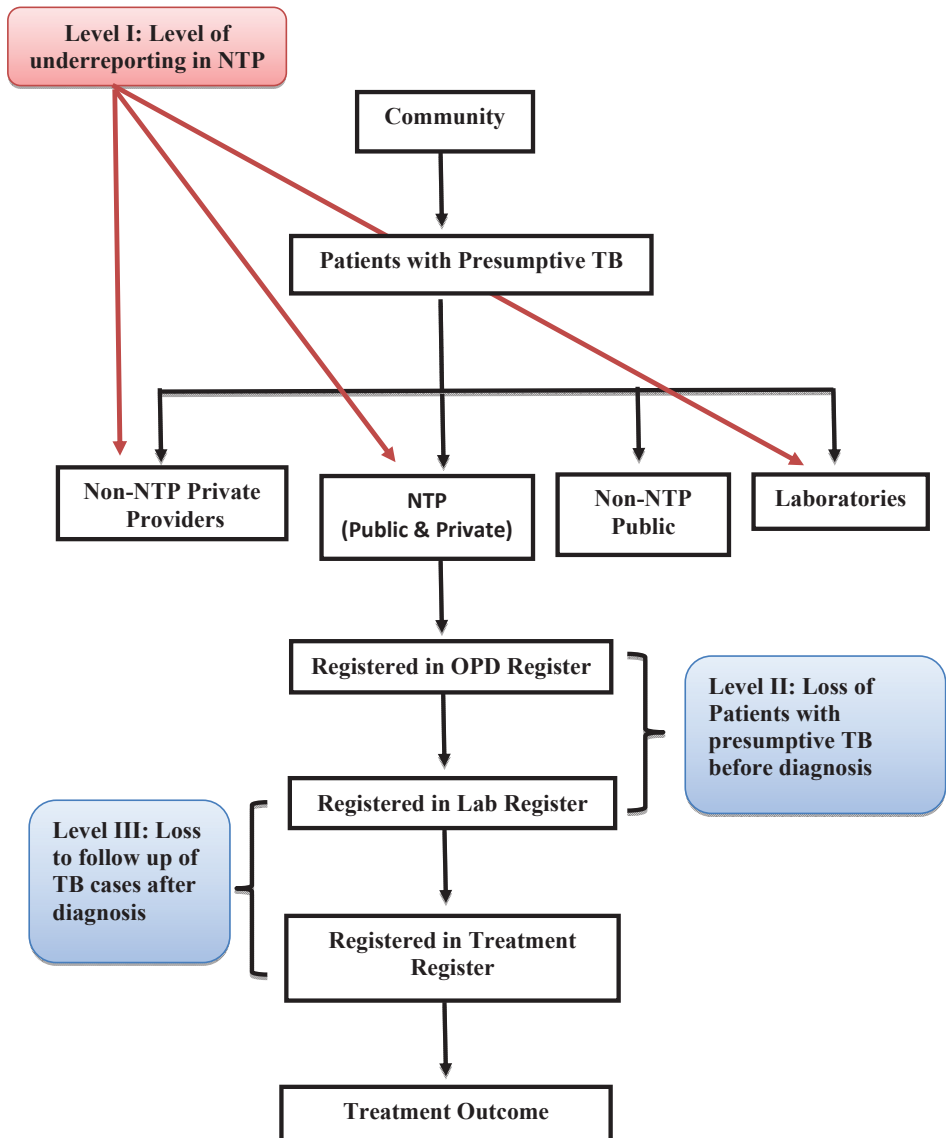 Level I: Level of
underreporting in NTP
Community
Patients with Presumptive TB
Non-NTP Private
Providers
NTP
(Public & Private)
Non-NTP
Public
Laboratories
Registered in OPD Register
Level II: Loss of
Patients with
presumptive TB
before diagnosis
Registered in Lab Register
Level III: Loss
to follow up of
TB cases after
diagnosis
Registered in Treatment
Register
Treatment Outcome